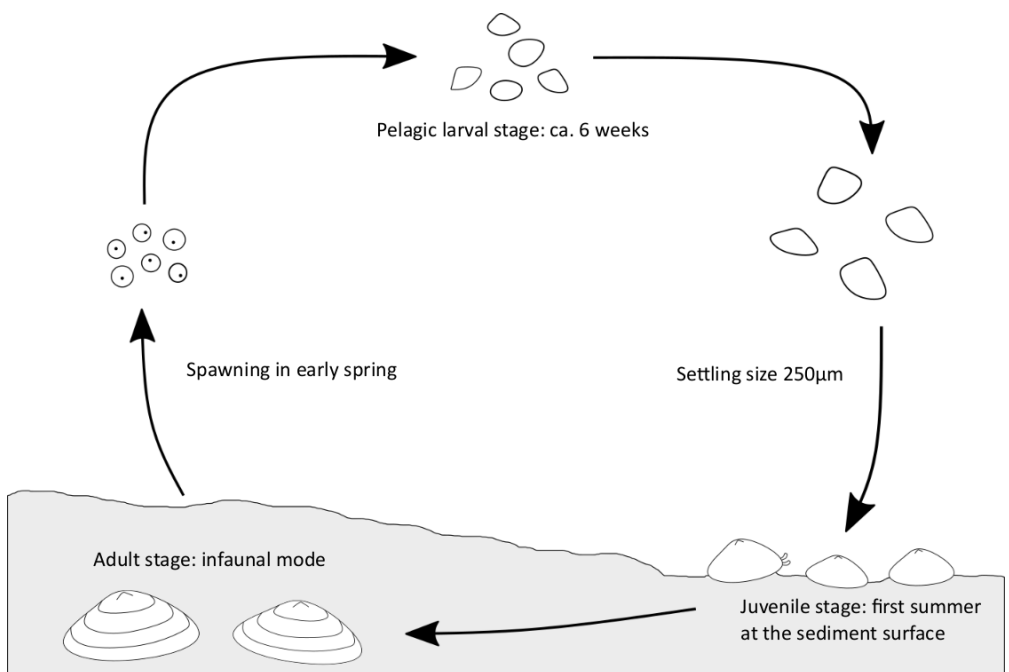 Pelagic larval stage: ca. 6 weeks
Spawning in early spring
Settling size 250µm
Adult stage: infaunal mode
Juvenile stage: first summer
at the sediment surface